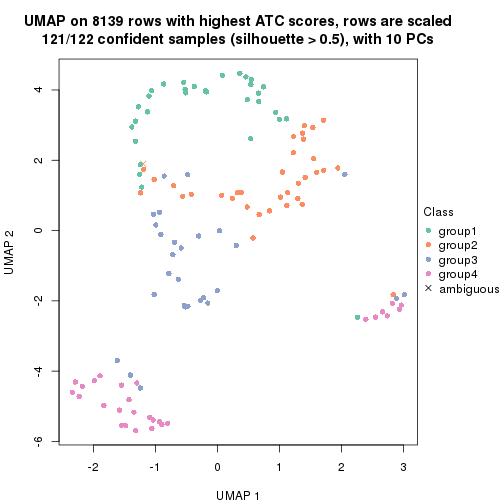 UMAP on 8139 rows with highest ATC scores, rows are scaled
121/122 confident samples (silhouette > 0.5), with 10 PCs
4
2
0
-2
-4
-6
UMAP 2
-2
-1
0
1
2
3
UMAP 1
Class
group1
group2
group3
group4
ambiguous